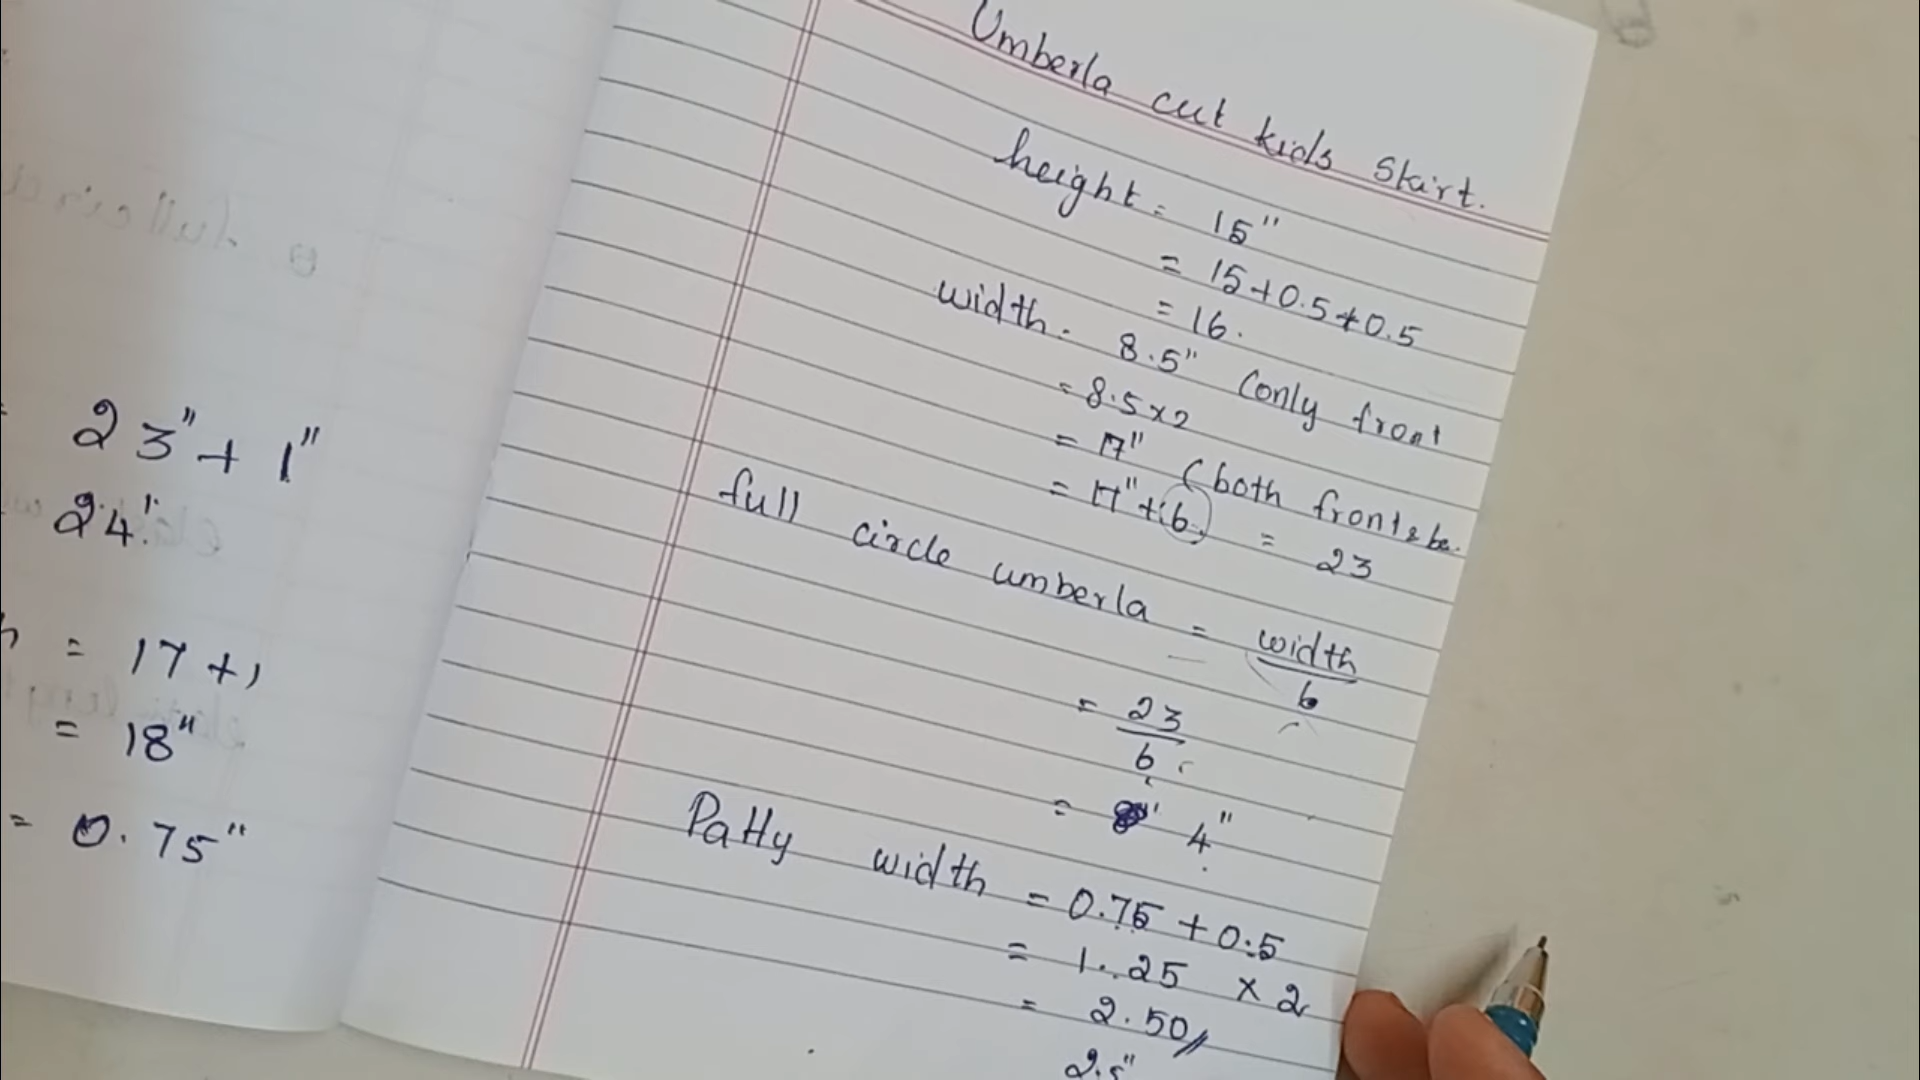 23" + 1"
24"
= 17 + 1
= 18"
= 0.75"
Umberla cut kids Skirt.
height = 15"
= 15+0.5+0.5
= 16.
width = 8.5" (only front
= 8.5 x 2
= 17" (both front &
= 17" + 6 = 23
full circle umberla = width
6
= 23
6
= 4"
Patty width = 0.75 + 0.5
= 1.25 x 2
= 2.50
2.5"